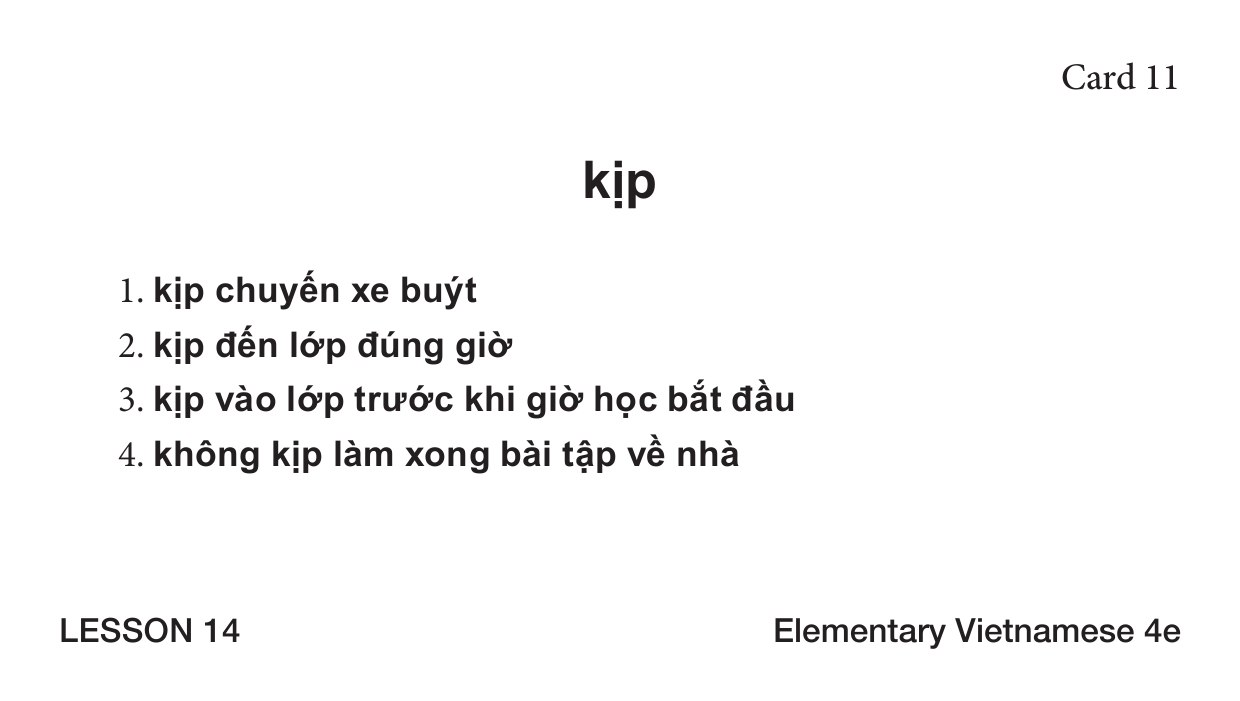 Card 11
kịp
1. kịp chuyến xe buýt
2. kịp đến lớp đúng giờ
3. kịp vào lớp trước khi giờ học bắt đầu
4. không kịp làm xong bài tập về nhà
LESSON 14
Elementary Vietnamese 4e